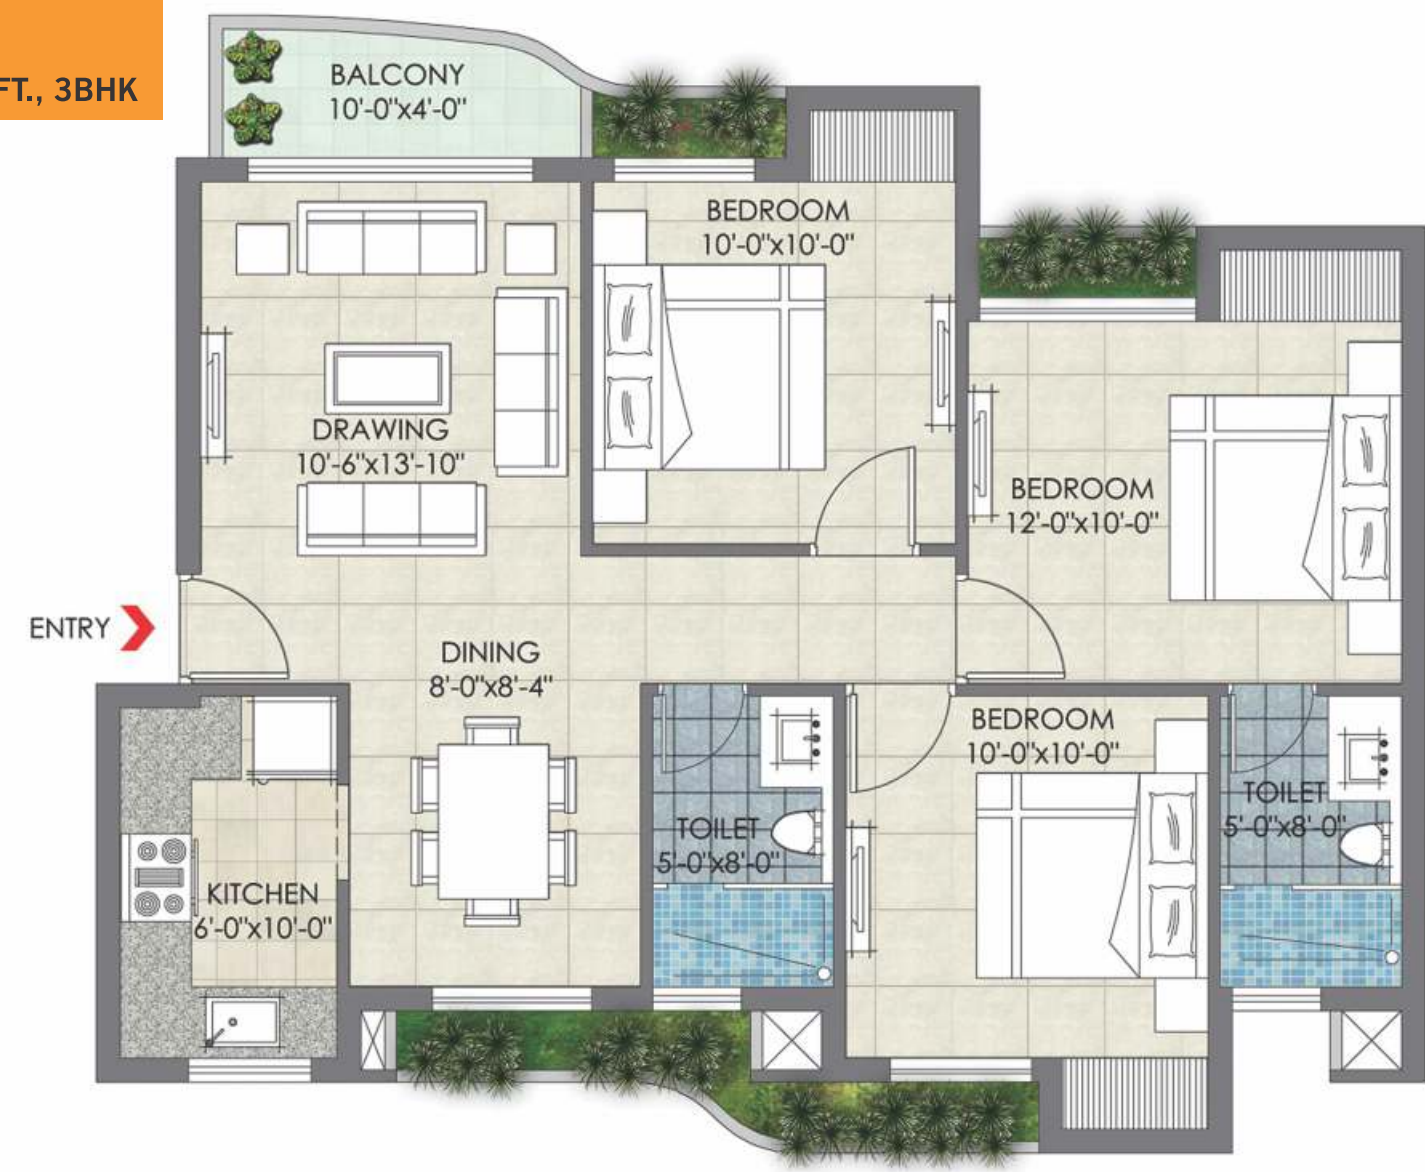 FT., 3BHK
BALCONY
10'-0"x4'-0"
BEDROOM
10'-0"x10'-0"
DRAWING
10'-6"x13'-10"
BEDROOM
12'-0"x10'-0"
ENTRY
DINING
8'-0"x8'-4"
BEDROOM
10'-0"x10'-0"
TOILET
5'-0"x8'-0"
TOILET
5'-0"x8'-0"
KITCHEN
6'-0"x10'-0"